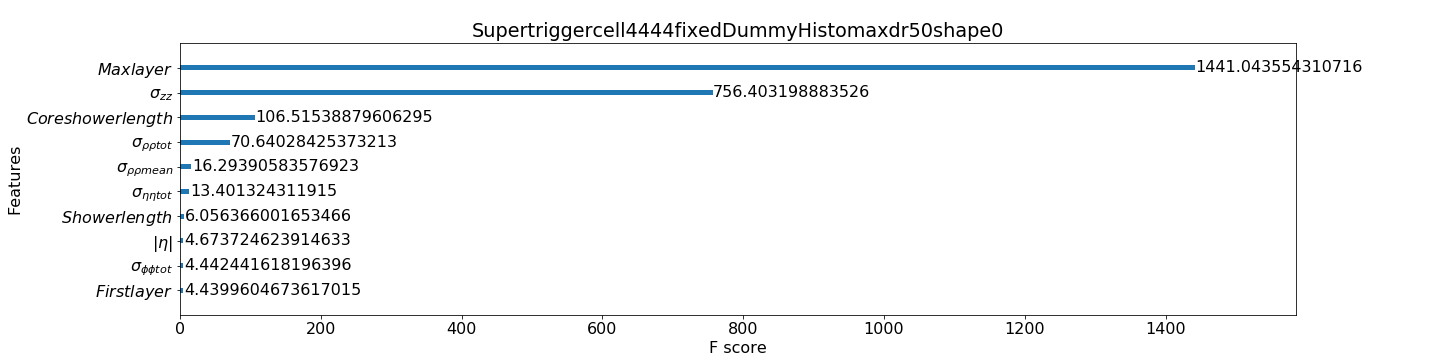 Supertriggercell4444fixedDummyHistomaxdr50shape0
Maxlayer 1441.043554310716
σzz 756.403198883526
Coreshowerlength 106.51538879606295
σρρtot 70.64028425373213
σρρmean 16.29390583576923
σηηtot 13.401324311915
Showerlength 6.056366001653466
|η| 4.673724623914633
σϕϕtot 4.442441618196396
Firstlayer 4.4399604673617015
Features
0 200 400 600 800 1000 1200 1400
F score